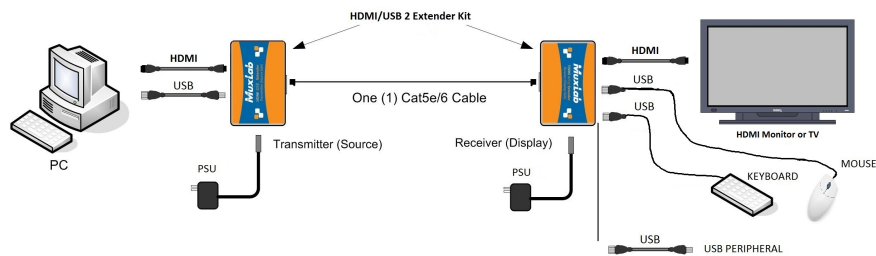 HDMI/USB 2 Extender Kit
HDMI
USB
MuxLab
One (1) Cat5e/6 Cable
MuxLab
HDMI
USB
USB
HDMI Monitor or TV
PC
Transmitter (Source)
PSU
Receiver (Display)
PSU
KEYBOARD
MOUSE
USB
USB PERIPHERAL